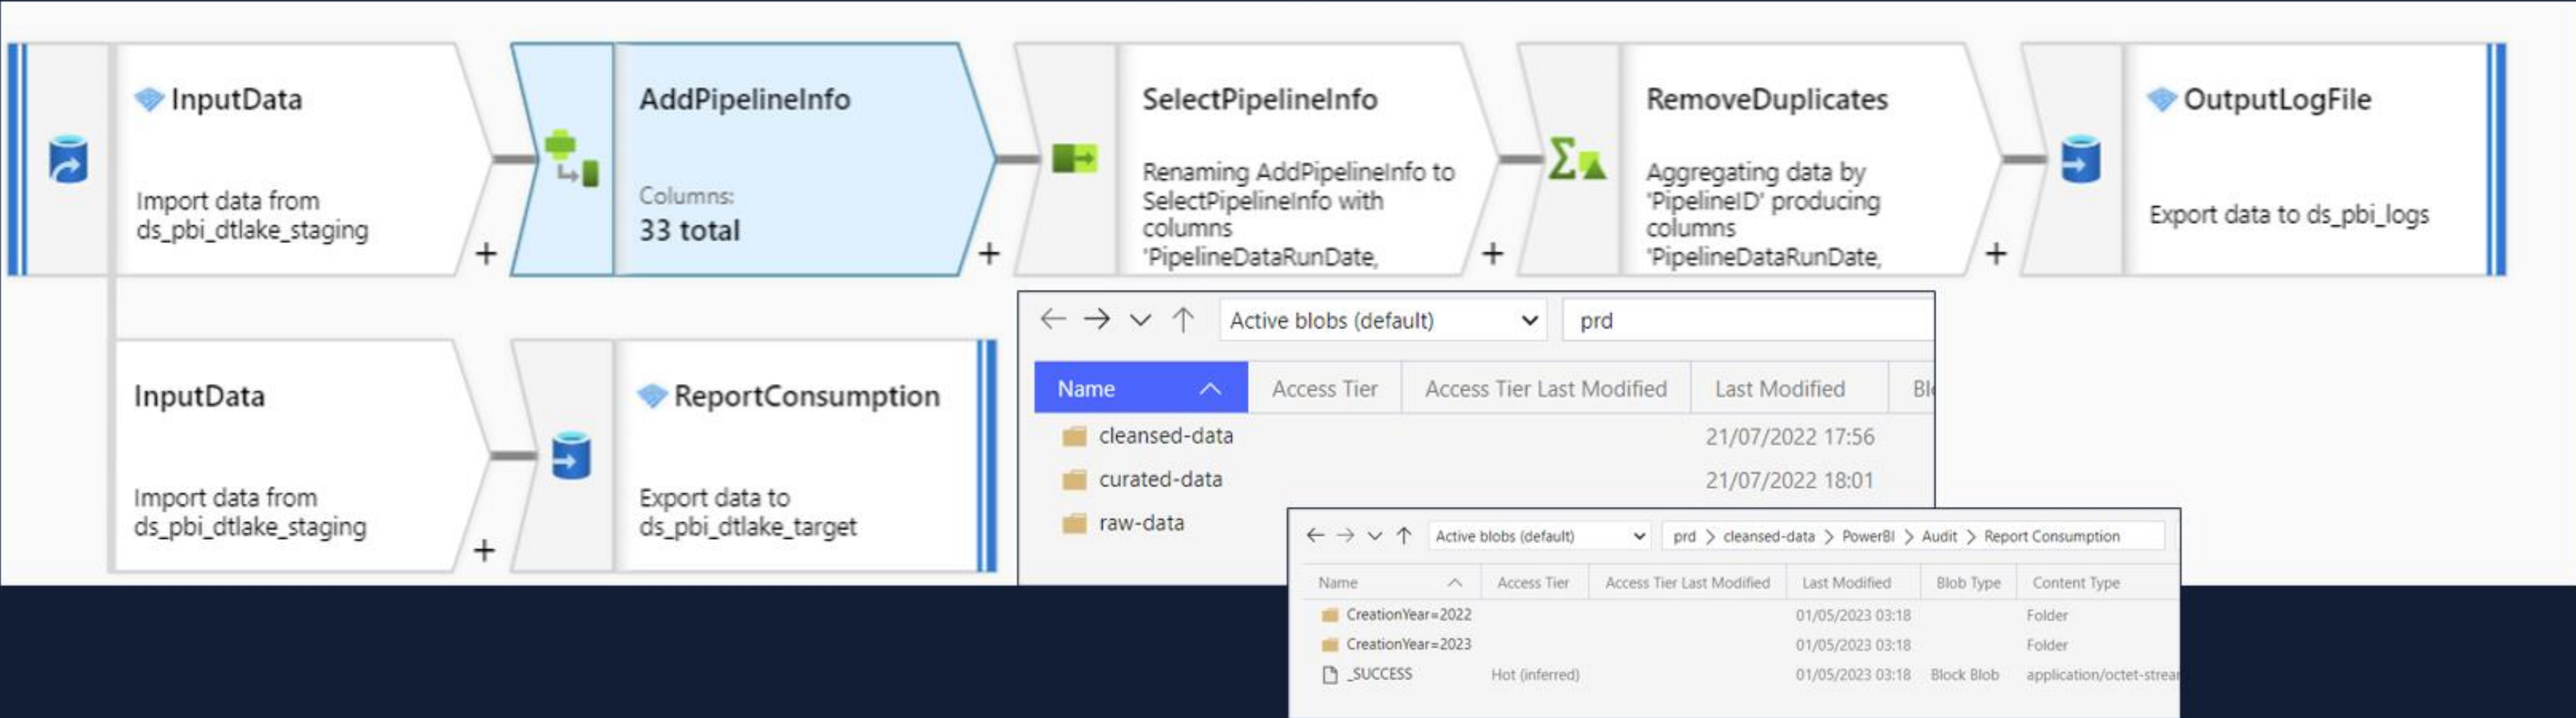 InputData
Import data from
ds_pbi_dtlake_staging
+
AddPipelineInfo
Columns:
33 total
+
SelectPipelineInfo
Renaming AddPipelineInfo to
SelectPipelineInfo with
columns
'PipelineDataRunDate,
+
RemoveDuplicates
Aggregating data by
'PipelineID' producing
columns
'PipelineDataRunDate,
+
OutputLogFile
Export data to ds_pbi_logs
InputData
Import data from
ds_pbi_dtlake_staging
+
ReportConsumption
Export data to
ds_pbi_dtlake_target
Active blobs (default) prd
Name Access Tier Access Tier Last Modified Last Modified
cleansed-data 21/07/2022 17:56
curated-data 21/07/2022 18:01
raw-data
Active blobs (default) prd > cleansed-data > PowerBI > Audit > Report Consumption
Name Access Tier Access Tier Last Modified Last Modified Blob Type Content Type
CreationYear=2022 01/05/2023 03:18 Folder
CreationYear=2023 01/05/2023 03:18 Folder
_SUCCESS Hot (inferred) 01/05/2023 03:18 Block Blob application/octet-strea